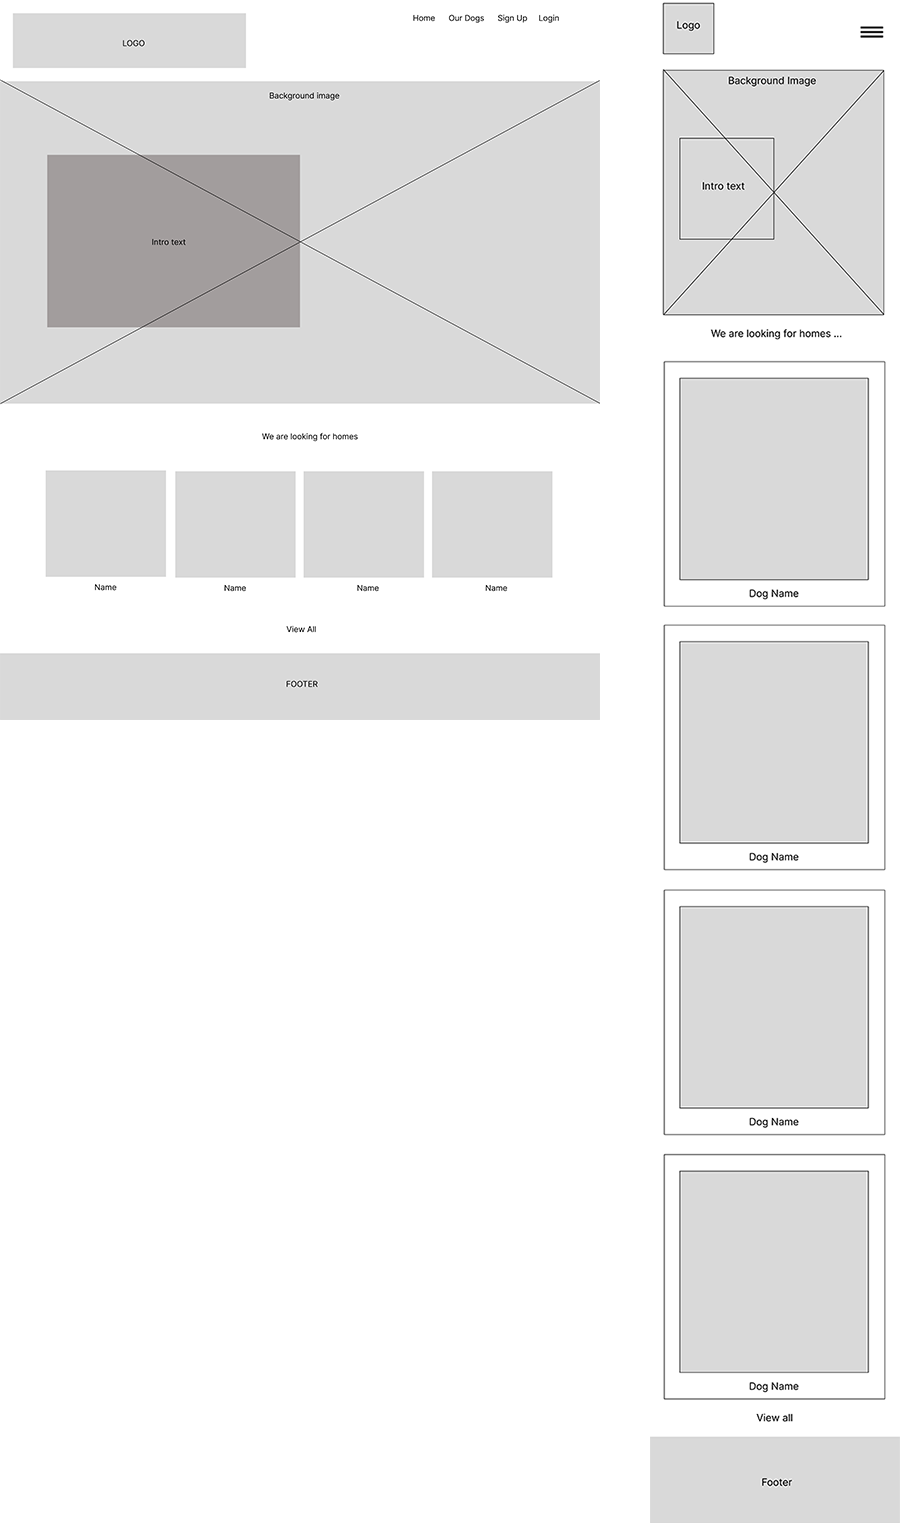 LOGO
Home Our Dogs Sign Up Login
Background image
Intro text
We are looking for homes
Name Name Name Name
View All
FOOTER
Logo
Background Image
Intro text
We are looking for homes ...
Dog Name
Dog Name
Dog Name
Dog Name
View all
Footer